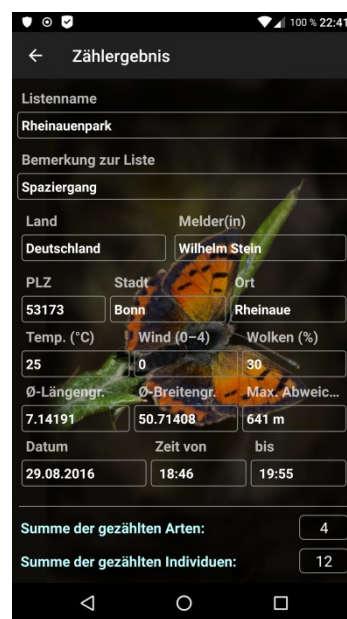 100 % 22:41
Zählergebnis
Listenname
Rheinauenpark
Bemerkung zur Liste
Spaziergang
Land Melder(in)
Deutschland Wilhelm Stein
PLZ Stadt Ort
53173 Bonn Rheinaue
Temp. (°C) Wind (0–4) Wolken (%)
25 0 30
Ø-Längengr. Ø-Breitengr. Max. Abweic...
7.14191 50.71408 641 m
Datum Zeit von bis
29.08.2016 18:46 19:55
Summe der gezählten Arten: 4
Summe der gezählten Individuen: 12